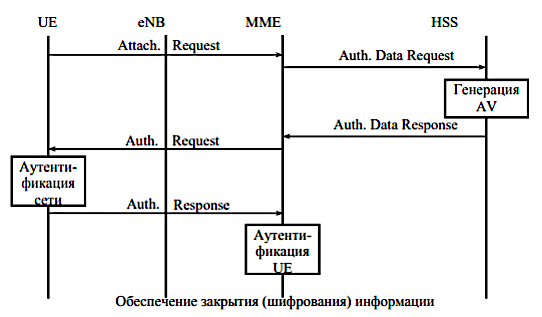 UE eNB MME HSS
Attach. Request
Auth. Data Request
Генерация
AV
Auth. Data Response
Auth. Request
Аутенти-
фикация
сети
Auth. Response
Аутенти-
фикация
UE
Обеспечение закрытия (шифрования) информации